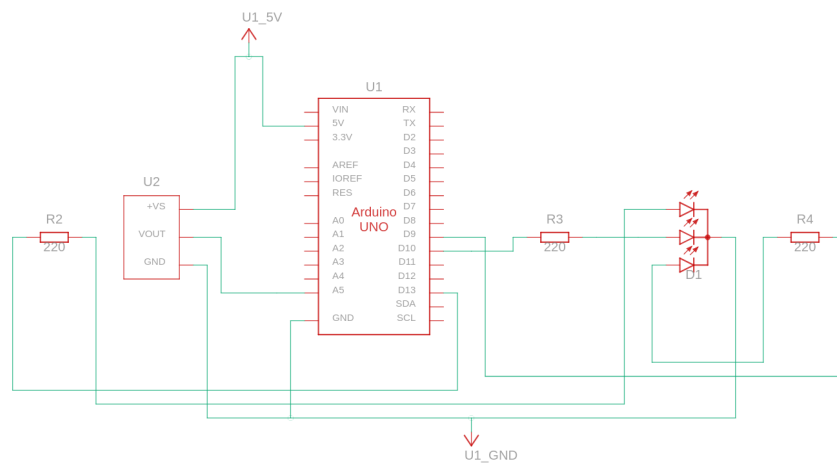 U1_5V
U1
VIN
5V
3.3V
AREF
IOREF
RES
A0
A1
A2
A3
A4
A5
GND
Arduino
UNO
RX
TX
D2
D3
D4
D5
D6
D7
D8
D9
D10
D11
D12
D13
SDA
SCL
U2
+VS
VOUT
GND
R2
220
R3
220
D1
R4
220
U1_GND